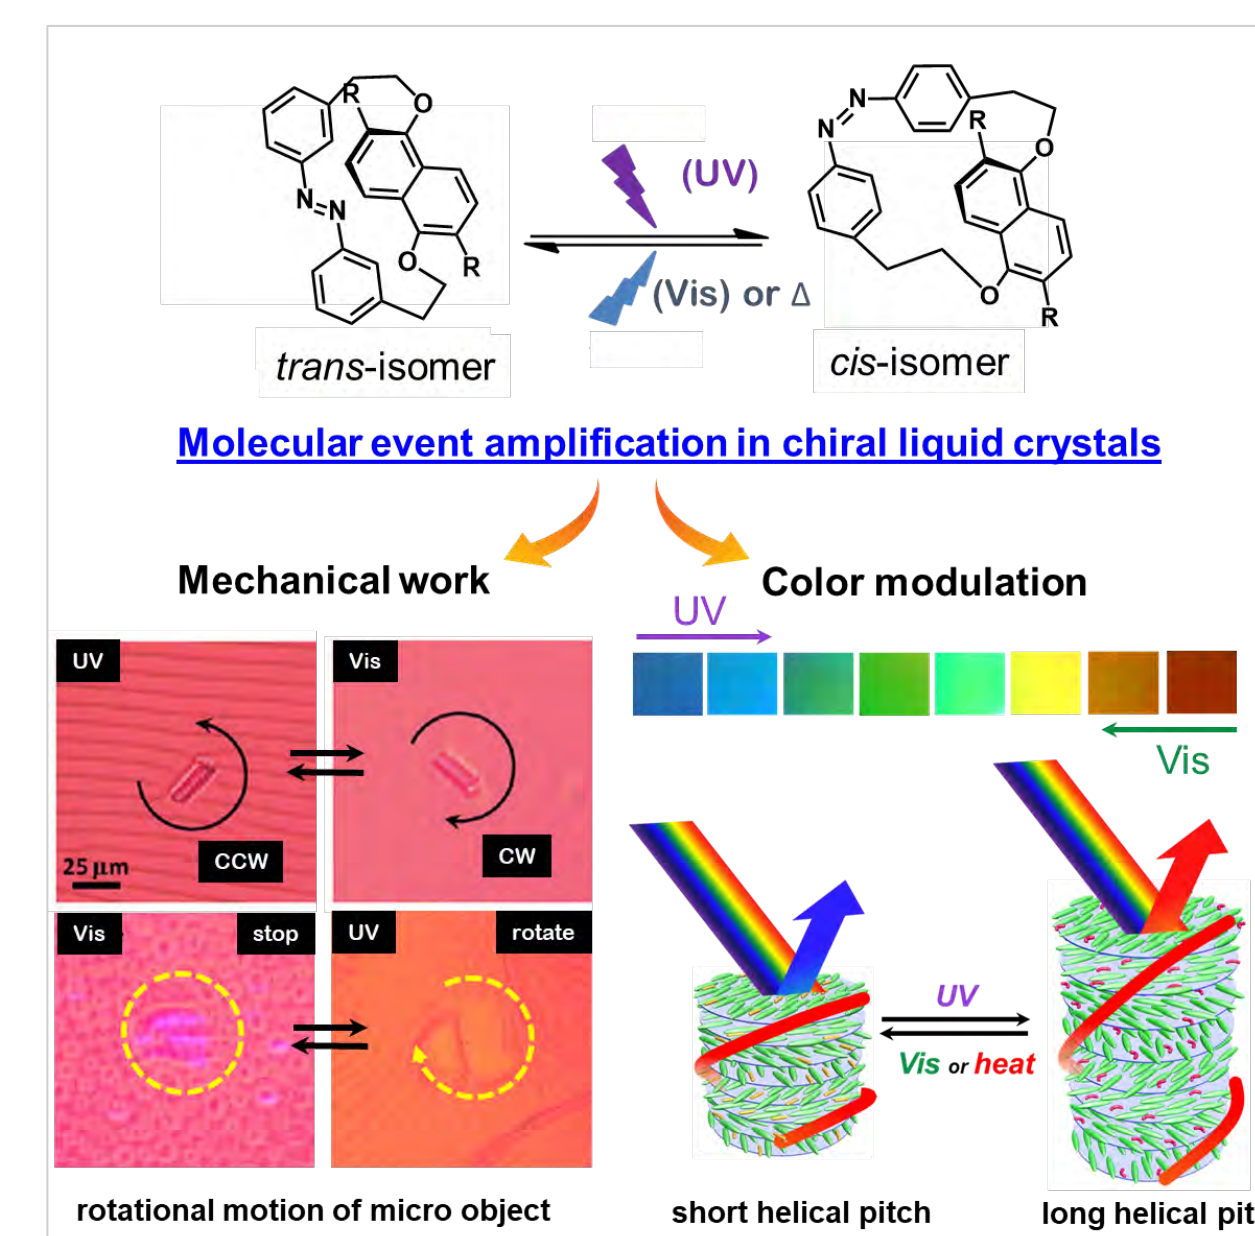 R
O
N=N
O
R
trans-isomer
(UV)
(Vis) or Δ
N=N
R
O
O
R
cis-isomer
Molecular event amplification in chiral liquid crystals
Mechanical work
Color modulation
UV
Vis
UV
CCW
25 μm
Vis
CW
Vis
stop
UV
rotate
rotational motion of micro object
UV
Vis or heat
short helical pitch
long helical pit